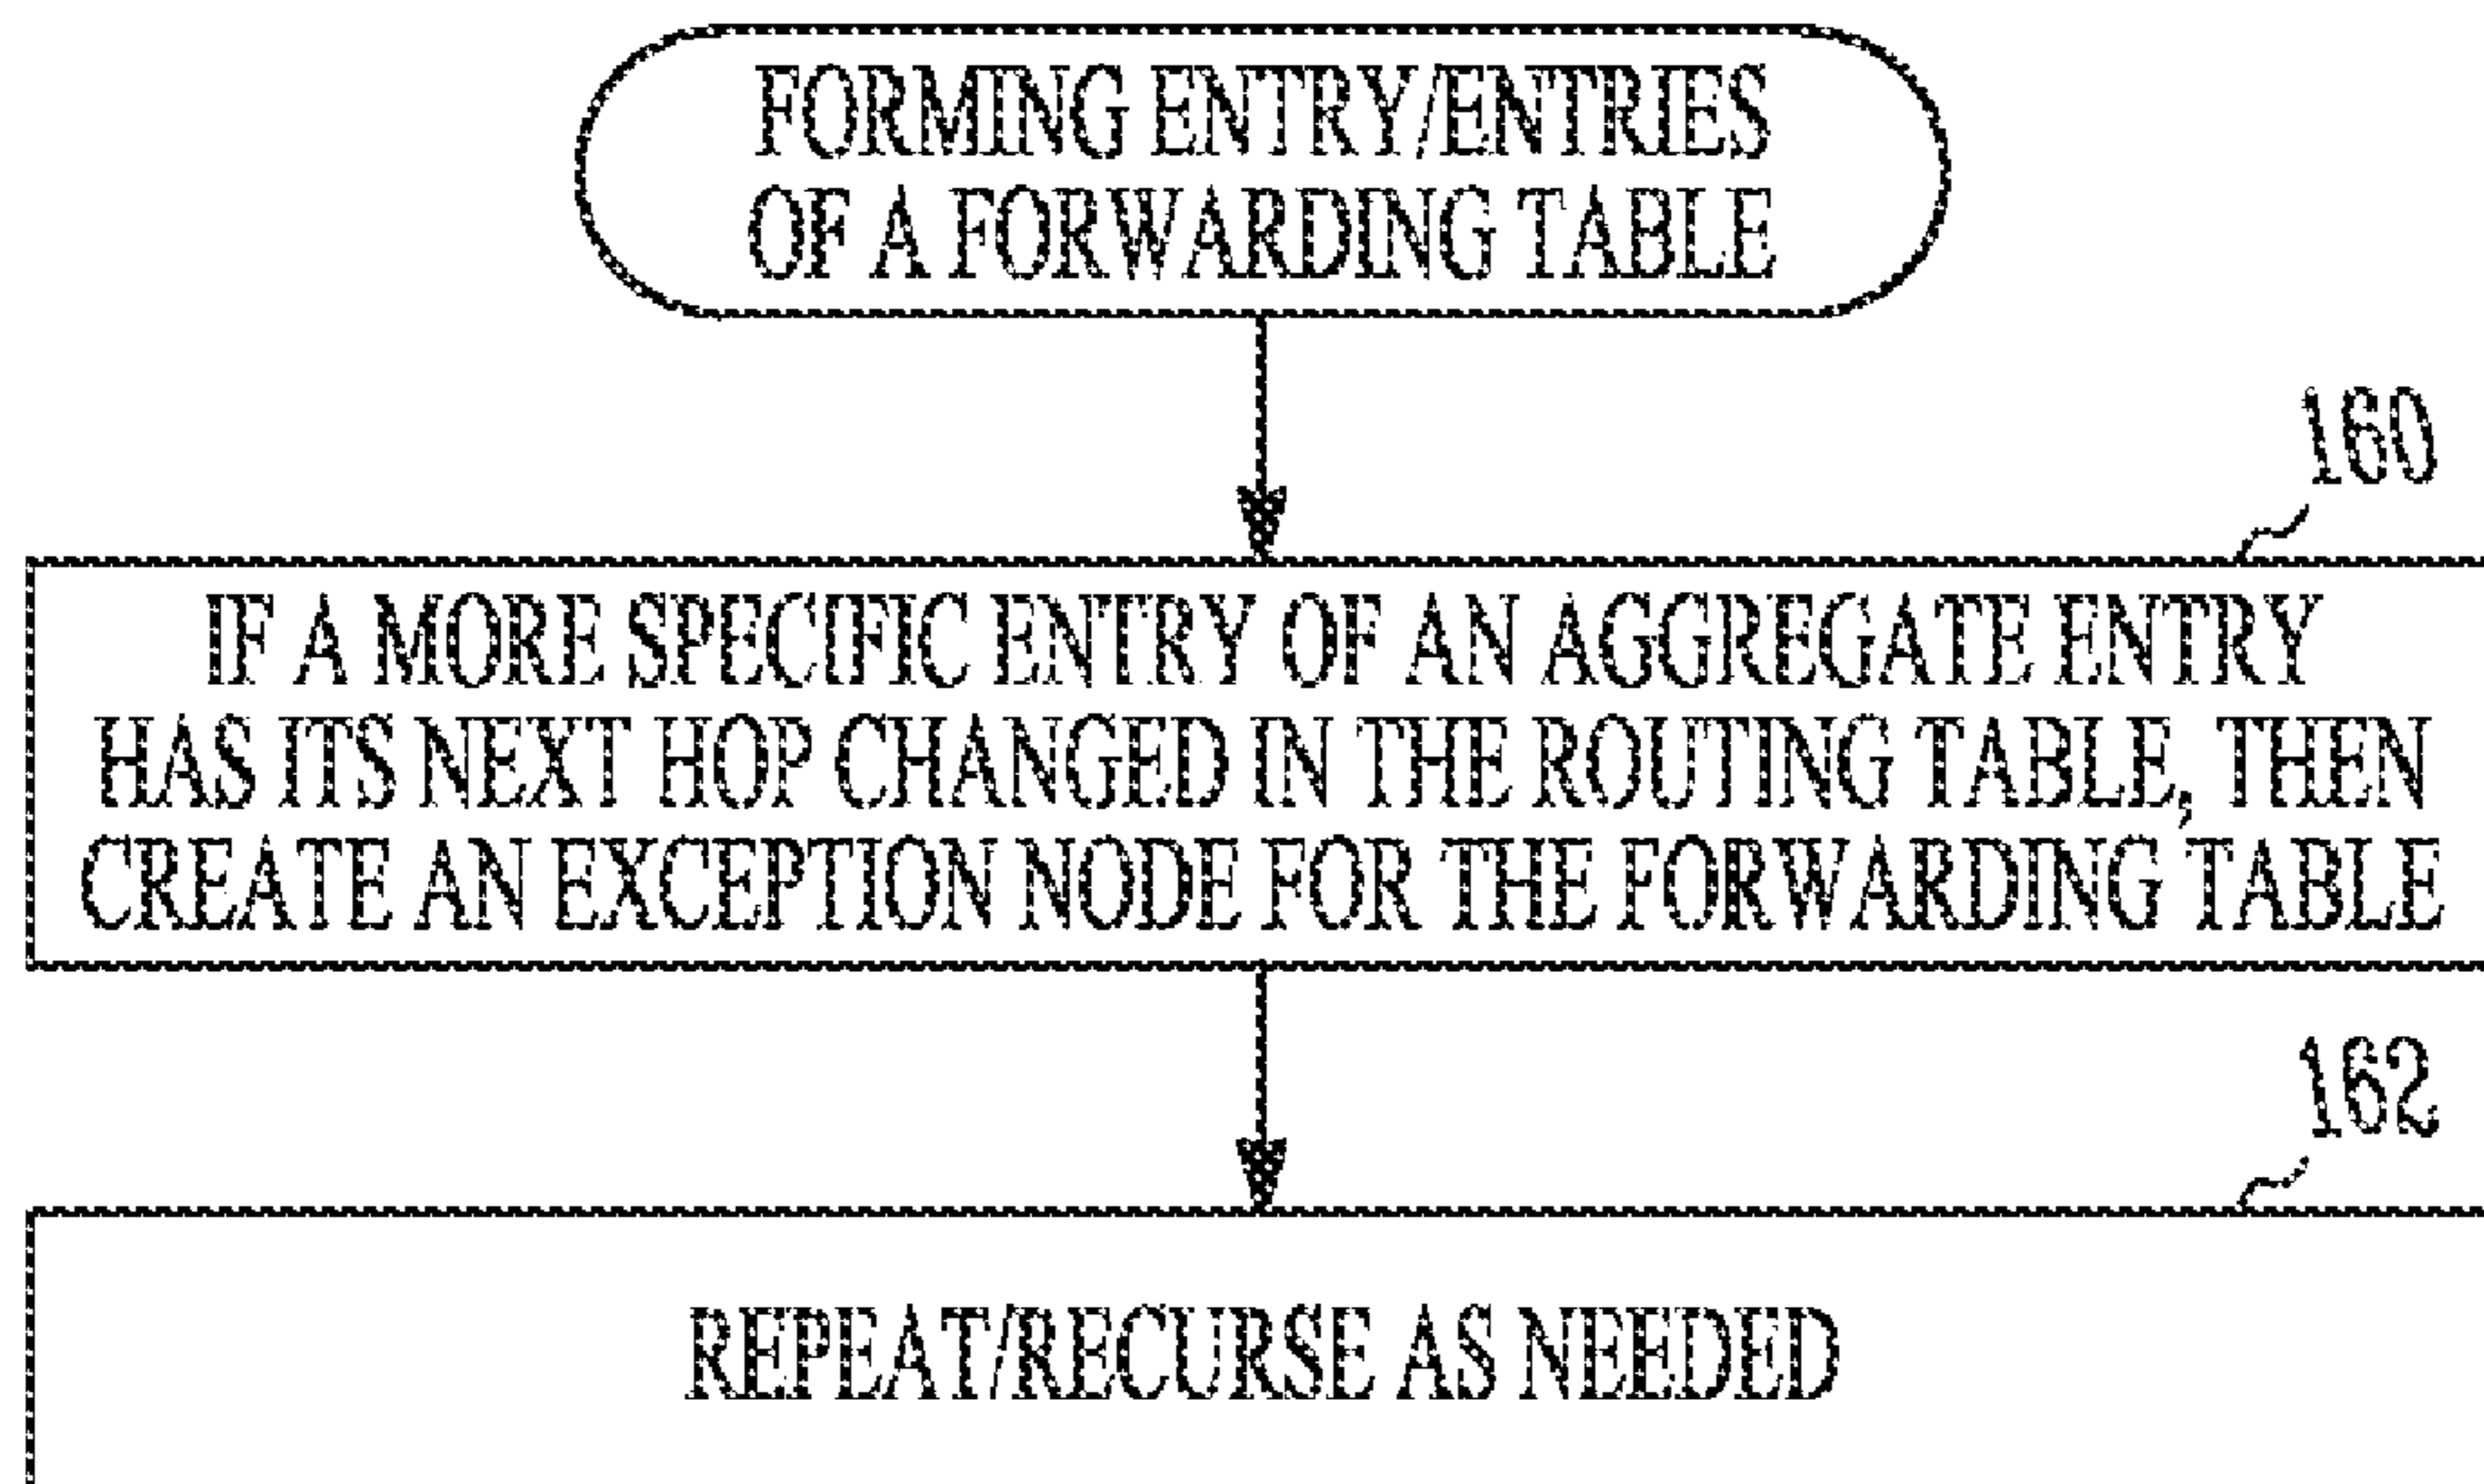 FORMING ENTRY/ENTRIES
OF A FORWARDING TABLE
160
IF A MORE SPECIFIC ENTRY OF AN AGGREGATE ENTRY
HAS ITS NEXT HOP CHANGED IN THE ROUTING TABLE, THEN
CREATE AN EXCEPTION NODE FOR THE FORWARDING TABLE
162
REPEAT/RECURSE AS NEEDED